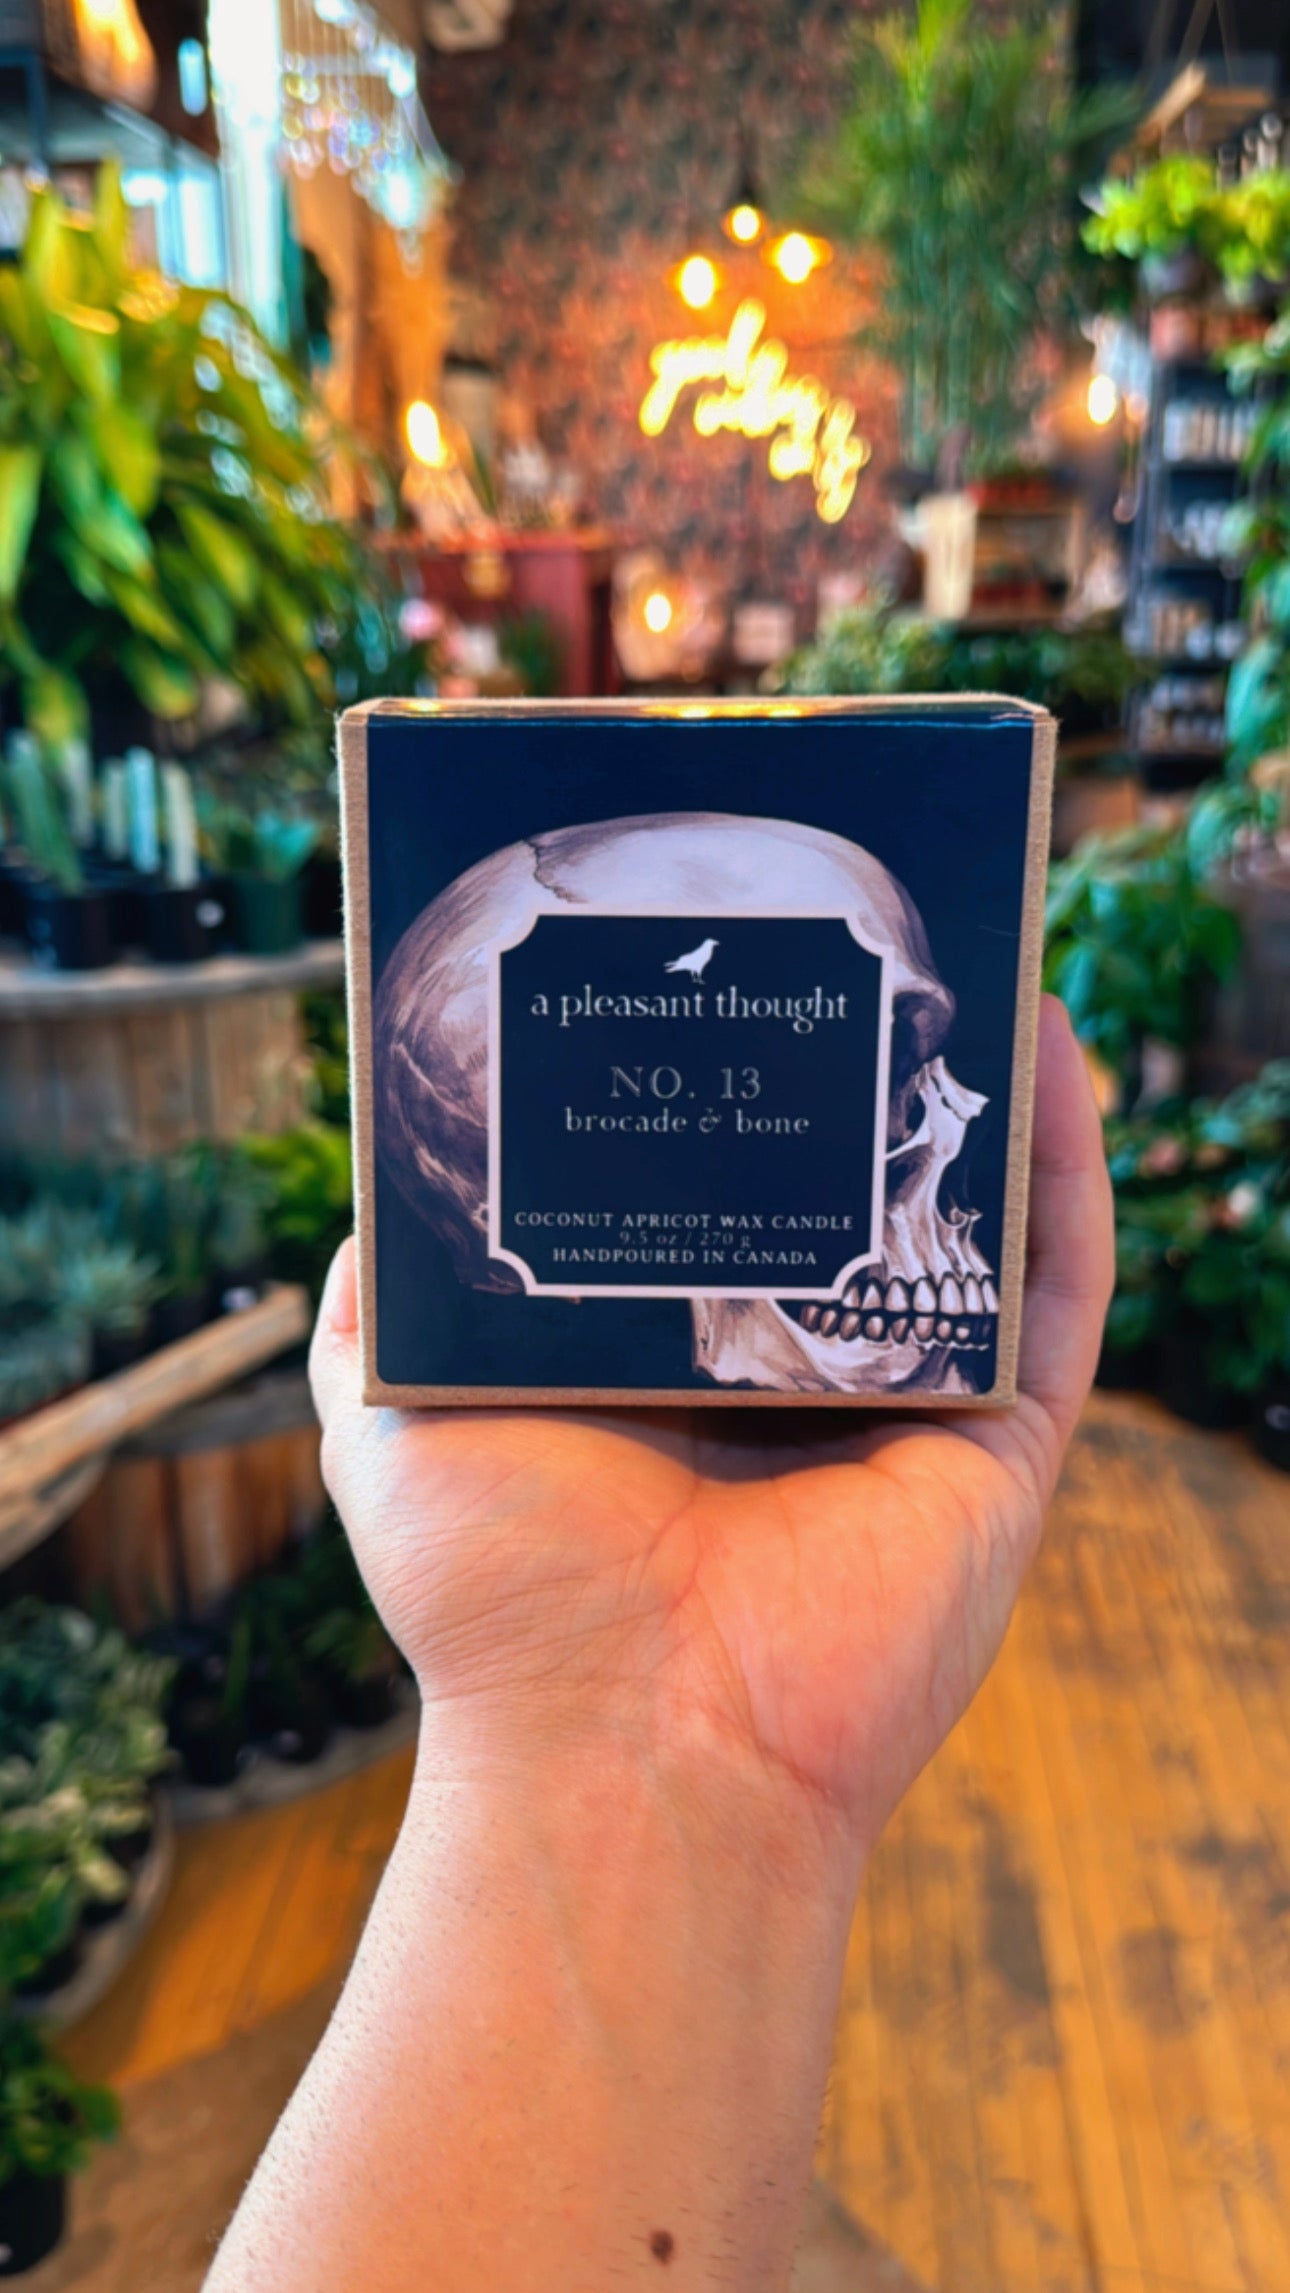 a pleasant thought
NO. 13
brocade & bone
COCONUT APRICOT WAX CANDLE
9.5 oz / 270 g
HANDPOURED IN CANADA